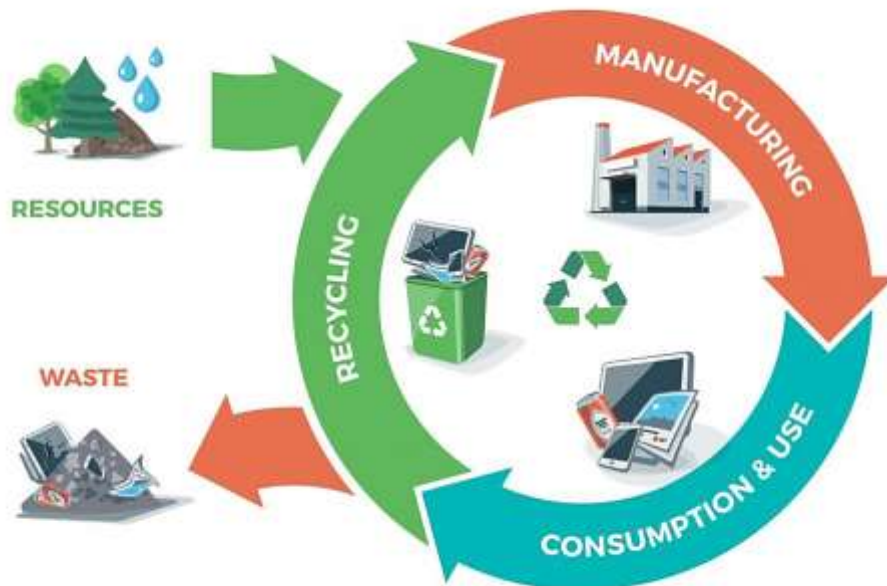 RESOURCES
MANUFACTURING
RECYCLING
WASTE
CONSUMPTION & USE